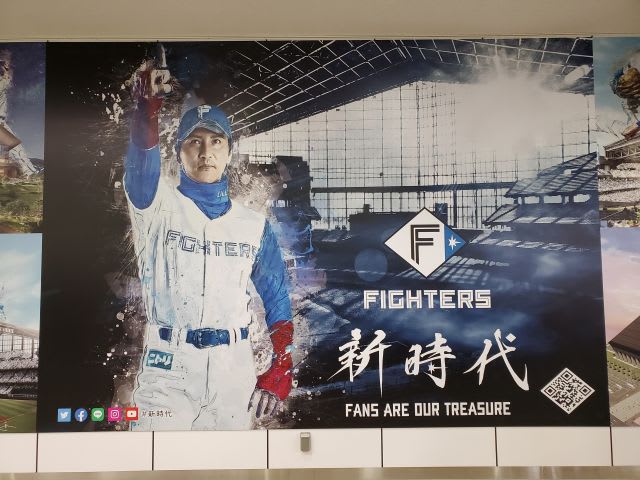 FIGHTERS
F
FIGHTERS
新時代
FANS ARE OUR TREASURE
#新時代